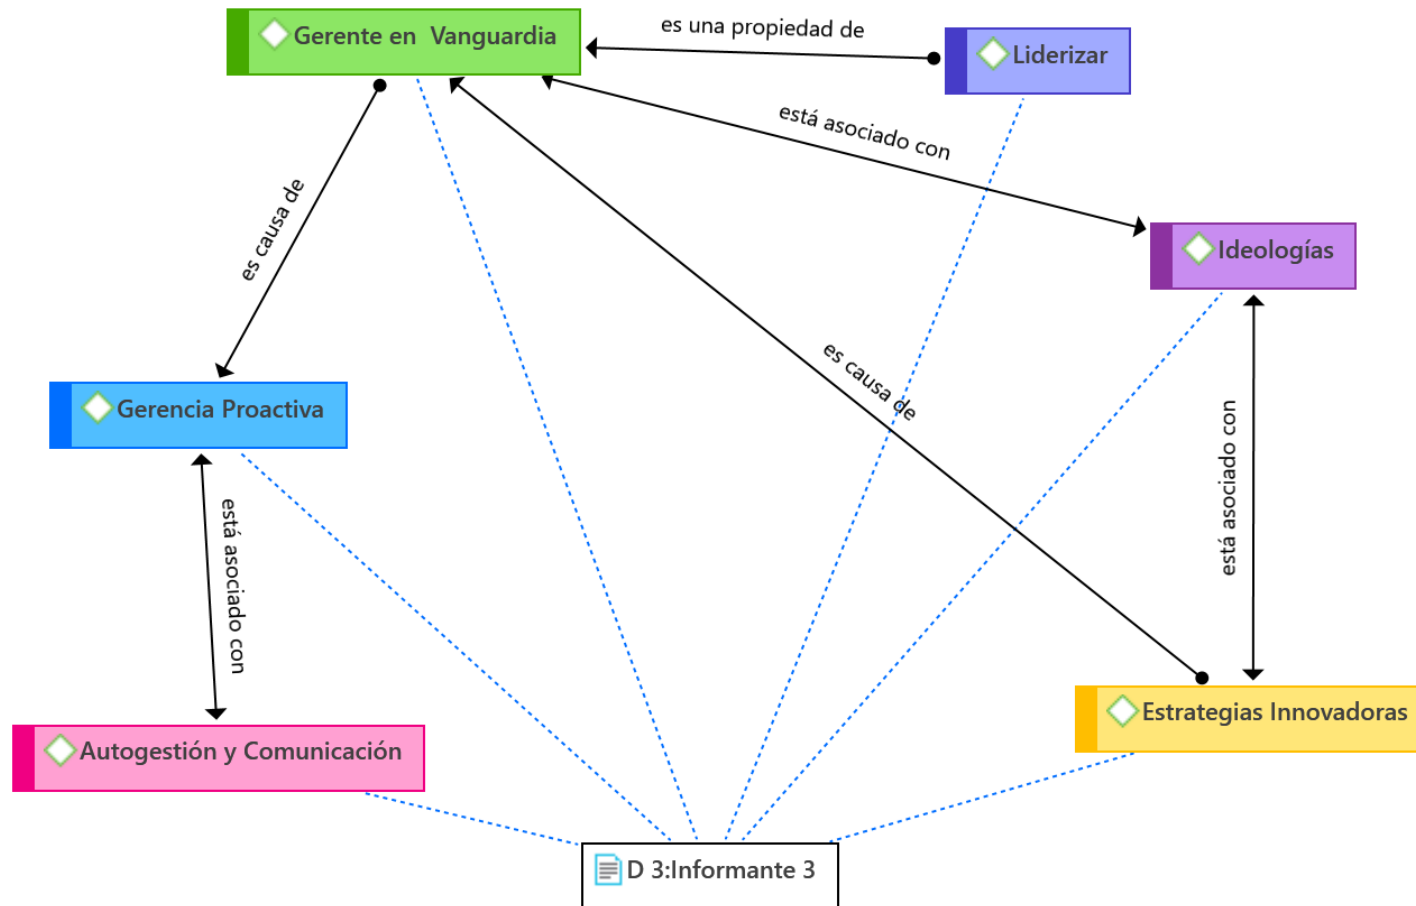 Gerente en  Vanguardia
es una propiedad de
Liderizar
está asociado con
es causa de
Ideologías
es causa de
Gerencia Proactiva
está asociado con
está asociado con
Estrategias Innovadoras
Autogestión y Comunicación
D 3:Informante 3